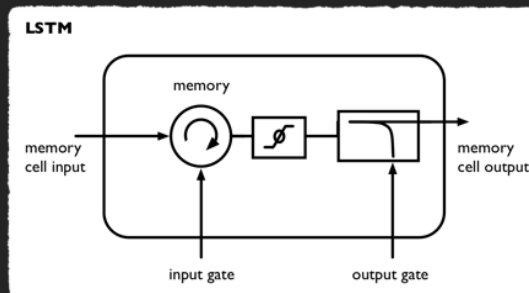 LSTM
memory
memory
cell input
memory
cell output
input gate
output gate